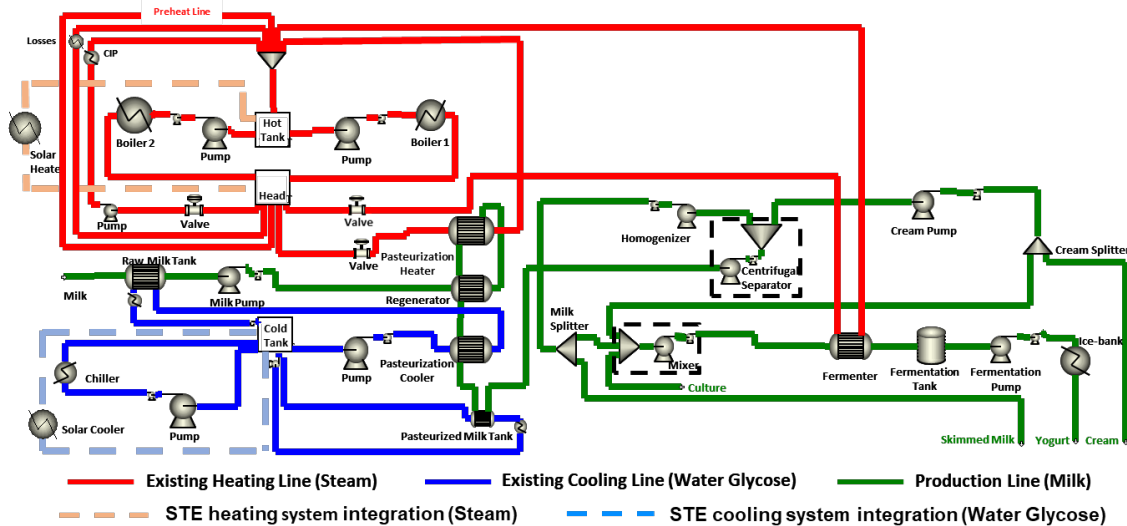 Preheat Line
Losses
CIP
Boiler 2
Pump
Hot
Tank
Pump
Boiler 1
Solar
Heater
Head
Pump
Valve
Valve
Valve
Pasteurization
Heater
Homogenizer
Cream Pump
Centrifugal
Separator
Cream Splitter
Raw Milk Tank
Milk
Milk Pump
Regenerator
Cold
Tank
Pump
Pasteurization
Cooler
Milk
Splitter
Mixer
Culture
Fermenter
Fermentation
Tank
Fermentation
Pump
Ice-bank
Chiller
Solar Cooler
Pump
Pasteurized Milk Tank
Skimmed Milk
Yogurt
Cream
Existing Heating Line (Steam)
Existing Cooling Line (Water Glycose)
Production Line (Milk)
STE heating system integration (Steam)
STE cooling system integration (Water Glycose)